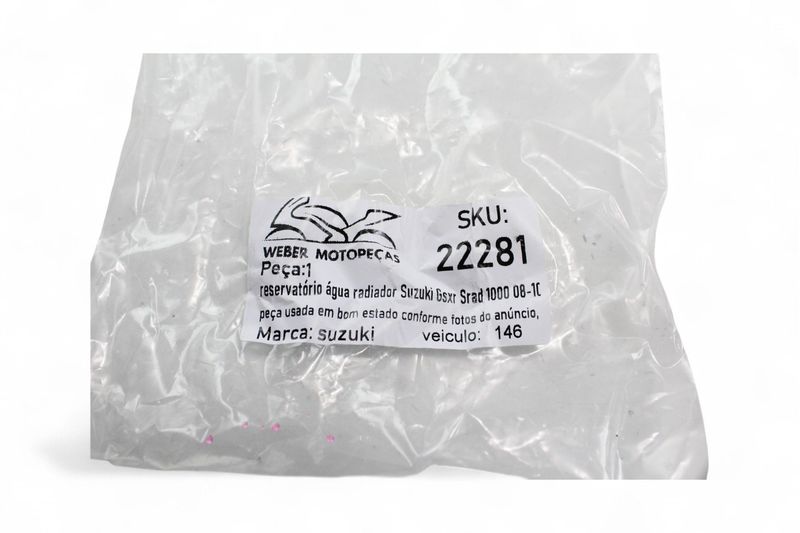 WEBER MOTOPEÇAS
SKU:
22281
Peça:1
reservatório água radiador Suzuki Gsxr Srad 1000 08-10
peça usada em bom estado conforme fotos do anúncio,
Marca: suzuki veiculo: 146